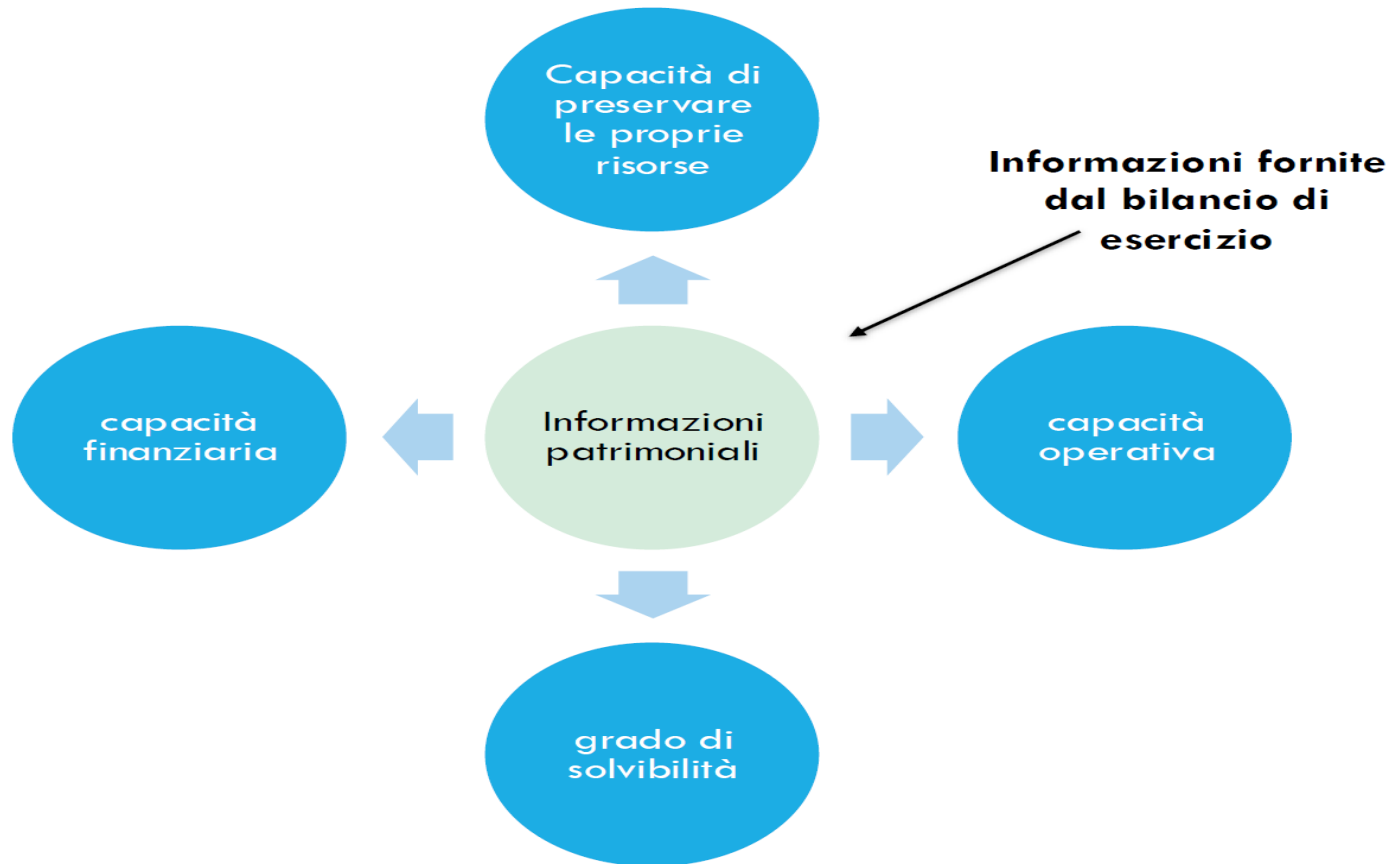 Capacità di
preservare
le proprie
risorse
Informazioni fornite
dal bilancio di
esercizio
capacità
finanziaria
Informazioni
patrimoniali
capacità
operativa
grado di
solvibilità